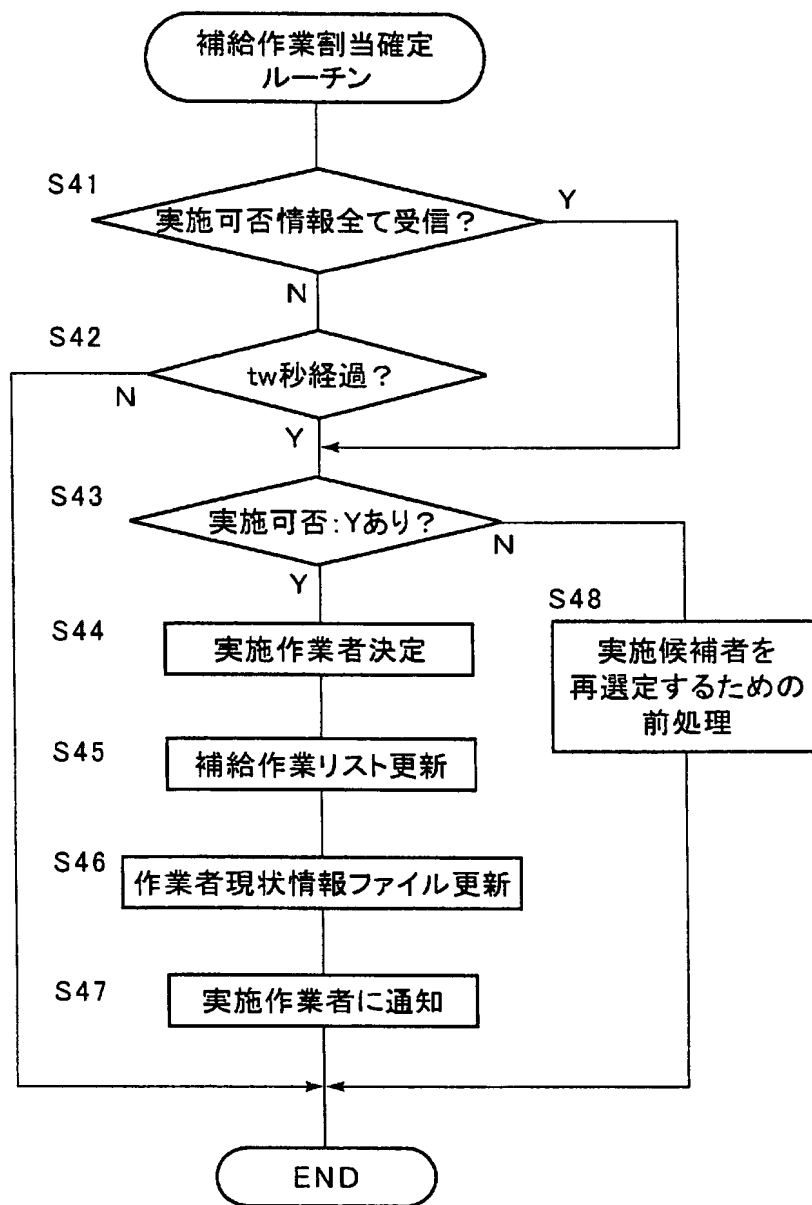 補給作業割当確定
ルーチン
S41
実施可否情報全て受信？
Y
N
S42
tw秒経過？
N
Y
S43
実施可否：Yあり？
N
Y
S44
実施作業者決定
S48
実施候補者を
再選定するための
前処理
S45
補給作業リスト更新
S46
作業者現状情報ファイル更新
S47
実施作業者に通知
END